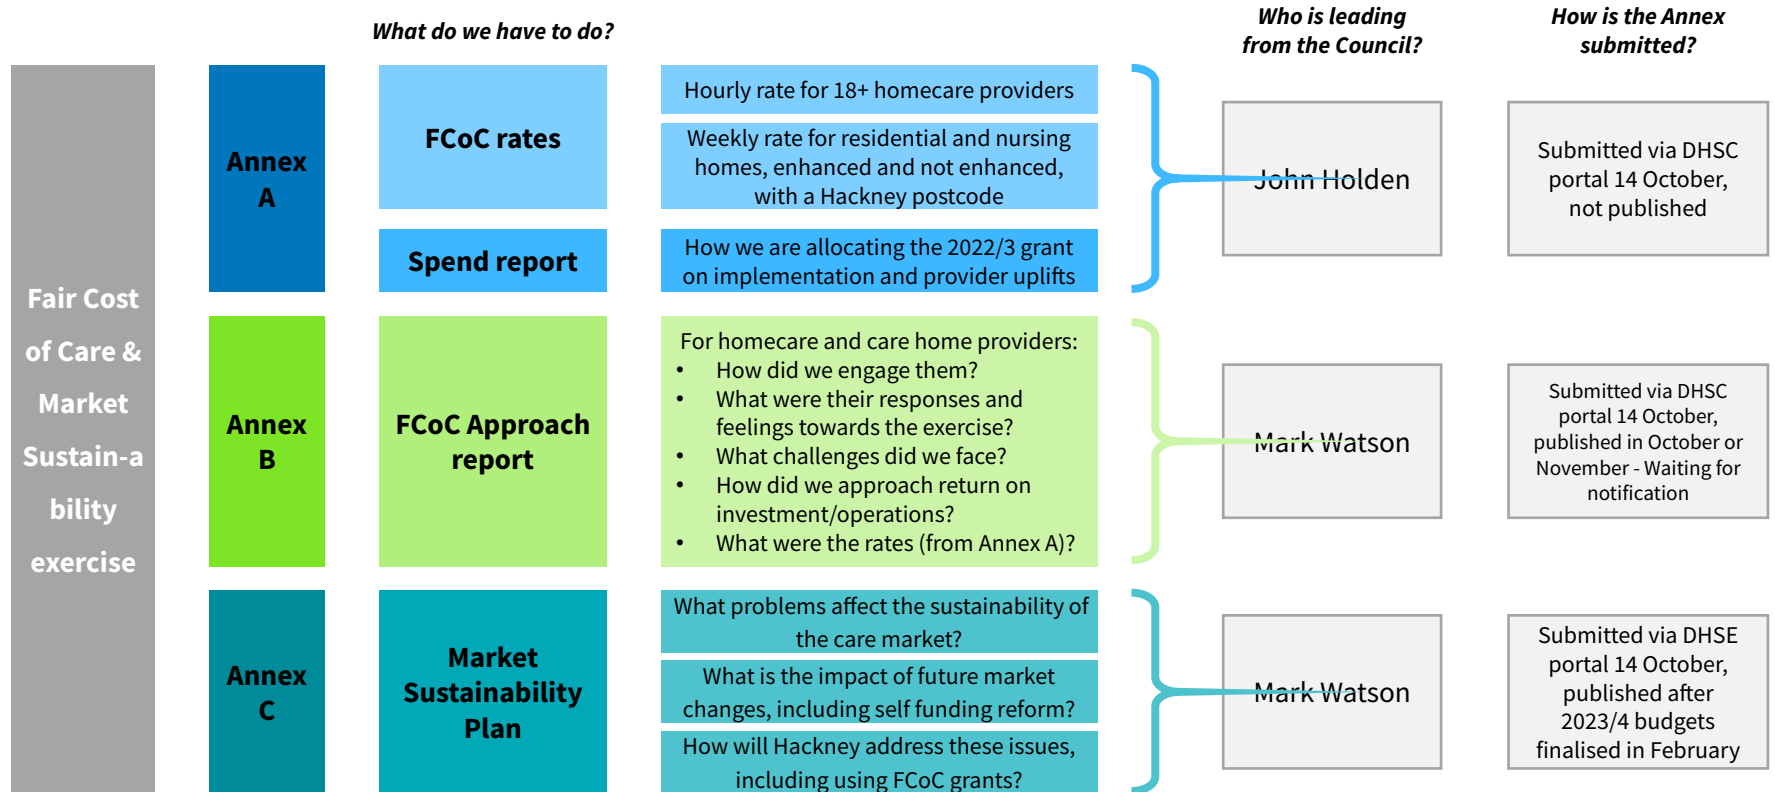 What do we have to do?
Who is leading
from the Council?
How is the Annex
submitted?
Fair Cost
of Care &
Market
Sustain-a
bility
exercise
Annex
A
FCoC rates
Hourly rate for 18+ homecare providers
Weekly rate for residential and nursing
homes, enhanced and not enhanced,
with a Hackney postcode
Spend report
How we are allocating the 2022/3 grant
on implementation and provider uplifts
John Holden
Submitted via DHSC
portal 14 October,
not published
Annex
B
FCoC Approach
report
For homecare and care home providers:
• How did we engage them?
• What were their responses and
feelings towards the exercise?
• What challenges did we face?
• How did we approach return on
investment/operations?
• What were the rates (from Annex A)?
Mark Watson
Submitted via DHSC
portal 14 October,
published in October or
November - Waiting for
notification
Annex
C
Market
Sustainability
Plan
What problems affect the sustainability of
the care market?
What is the impact of future market
changes, including self funding reform?
How will Hackney address these issues,
including using FCoC grants?
Mark Watson
Submitted via DHSE
portal 14 October,
published after
2023/4 budgets
finalised in February